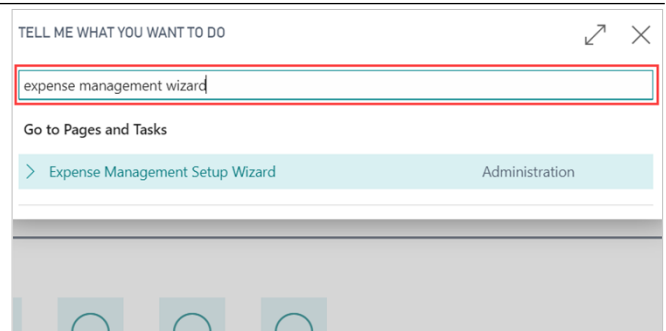 TELL ME WHAT YOU WANT TO DO
expense management wizard
Go to Pages and Tasks
Expense Management Setup Wizard Administration